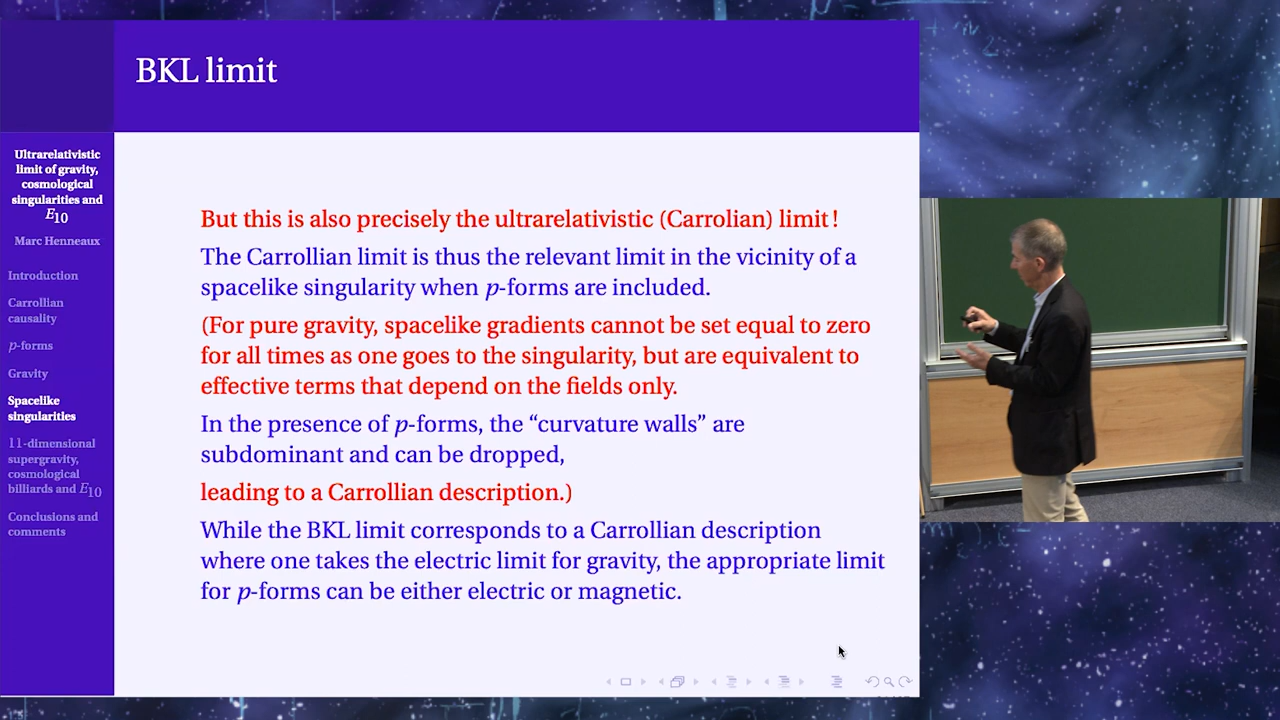 BKL limit
Ultrarelativistic
limit of gravity,
cosmological
singularities and
E10
Marc Henneaux
Introduction
Carrollian
causality
p-forms
Gravity
Spacelike
singularities
11-dimensional
supergravity,
cosmological
billiards and E10
Conclusions and
comments
But this is also precisely the ultrarelativistic (Carrolian) limit !
The Carrollian limit is thus the relevant limit in the vicinity of a
spacelike singularity when p-forms are included.
(For pure gravity, spacelike gradients cannot be set equal to zero
for all times as one goes to the singularity, but are equivalent to
effective terms that depend on the fields only.
In the presence of p-forms, the “curvature walls” are
subdominant and can be dropped,
leading to a Carrollian description.)
While the BKL limit corresponds to a Carrollian description
where one takes the electric limit for gravity, the appropriate limit
for p-forms can be either electric or magnetic.